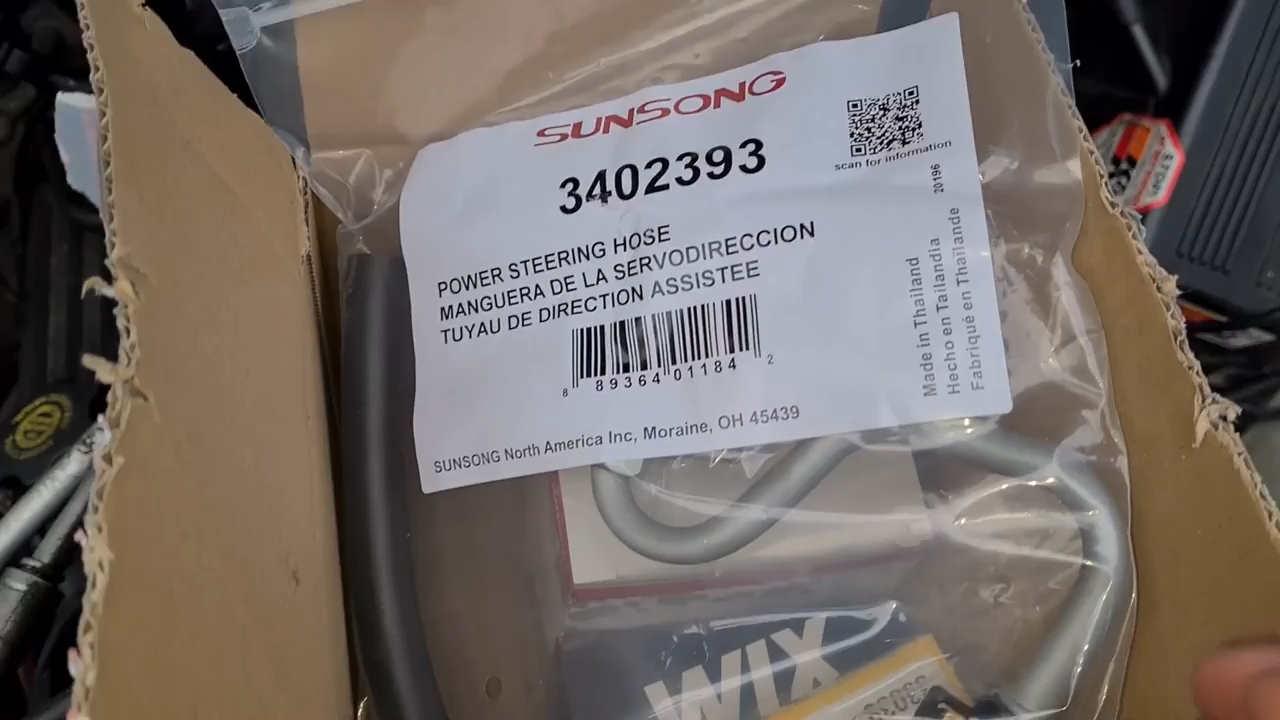 SUNSONG
3402393
scan for information
POWER STEERING HOSE
MANGUERA DE LA SERVODIRECCION
TUYAU DE DIRECTION ASSISTEE
8 89364 01184 2
SUNSONG North America Inc, Moraine, OH 45439
20196
Made in Thailand
Hecho en Tailandia
Fabriqué en Thaïlande
WIX